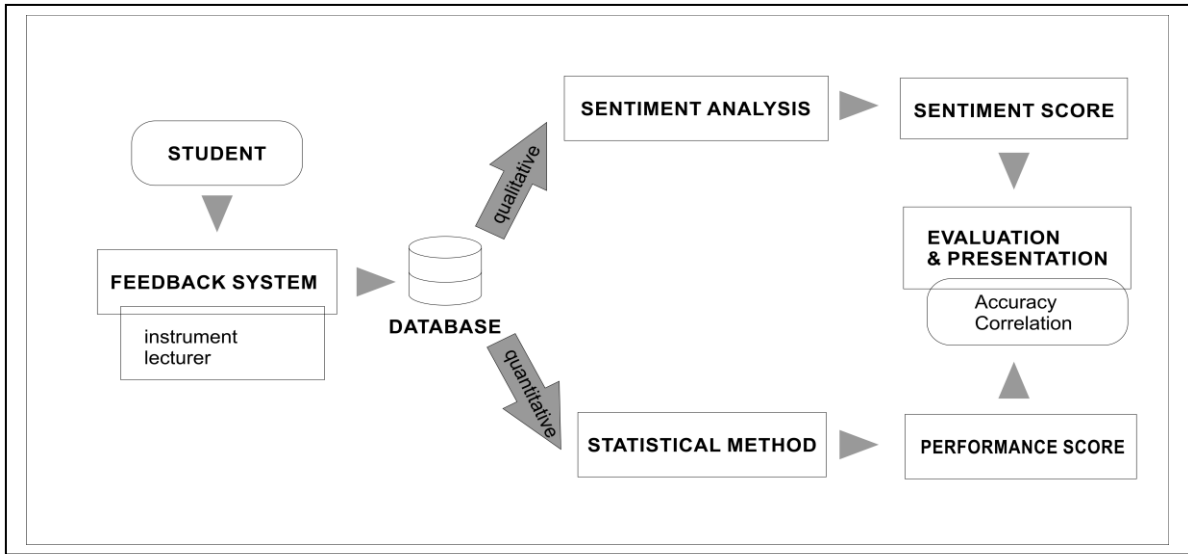 STUDENT
FEEDBACK SYSTEM
instrument
lecturer
DATABASE
qualitative
quantitative
SENTIMENT ANALYSIS
SENTIMENT SCORE
STATISTICAL METHOD
PERFORMANCE SCORE
EVALUATION
& PRESENTATION
Accuracy
Correlation